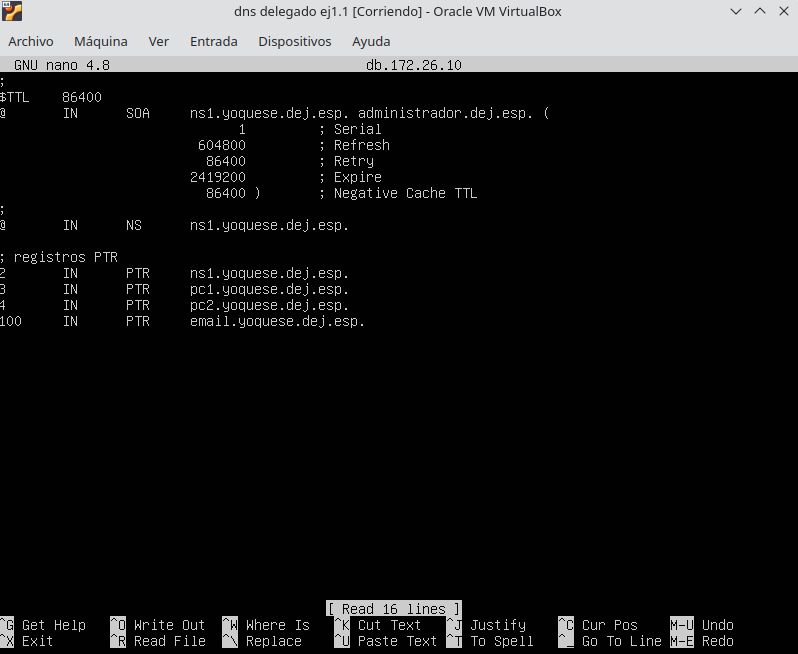 dns delegado ej1.1 [Corriendo] - Oracle VM VirtualBox
Archivo Máquina Ver Entrada Dispositivos Ayuda
GNU nano 4.8 db.172.26.10
;
$TTL 86400
@ IN SOA ns1.yoquese.dej.esp. administrador.dej.esp. (
1 ; Serial
604800 ; Refresh
86400 ; Retry
2419200 ; Expire
86400 ) ; Negative Cache TTL
;
@ IN NS ns1.yoquese.dej.esp.
; registros PTR
2 IN PTR ns1.yoquese.dej.esp.
3 IN PTR pc1.yoquese.dej.esp.
4 IN PTR pc2.yoquese.dej.esp.
100 IN PTR email.yoquese.dej.esp.
[ Read 16 lines ]
^G Get Help ^O Write Out ^W Where Is ^K Cut Text ^J Justify ^C Cur Pos M-U Undo
^X Exit ^R Read File ^\ Replace ^U Paste Text ^T To Spell ^_ Go To Line M-E Redo